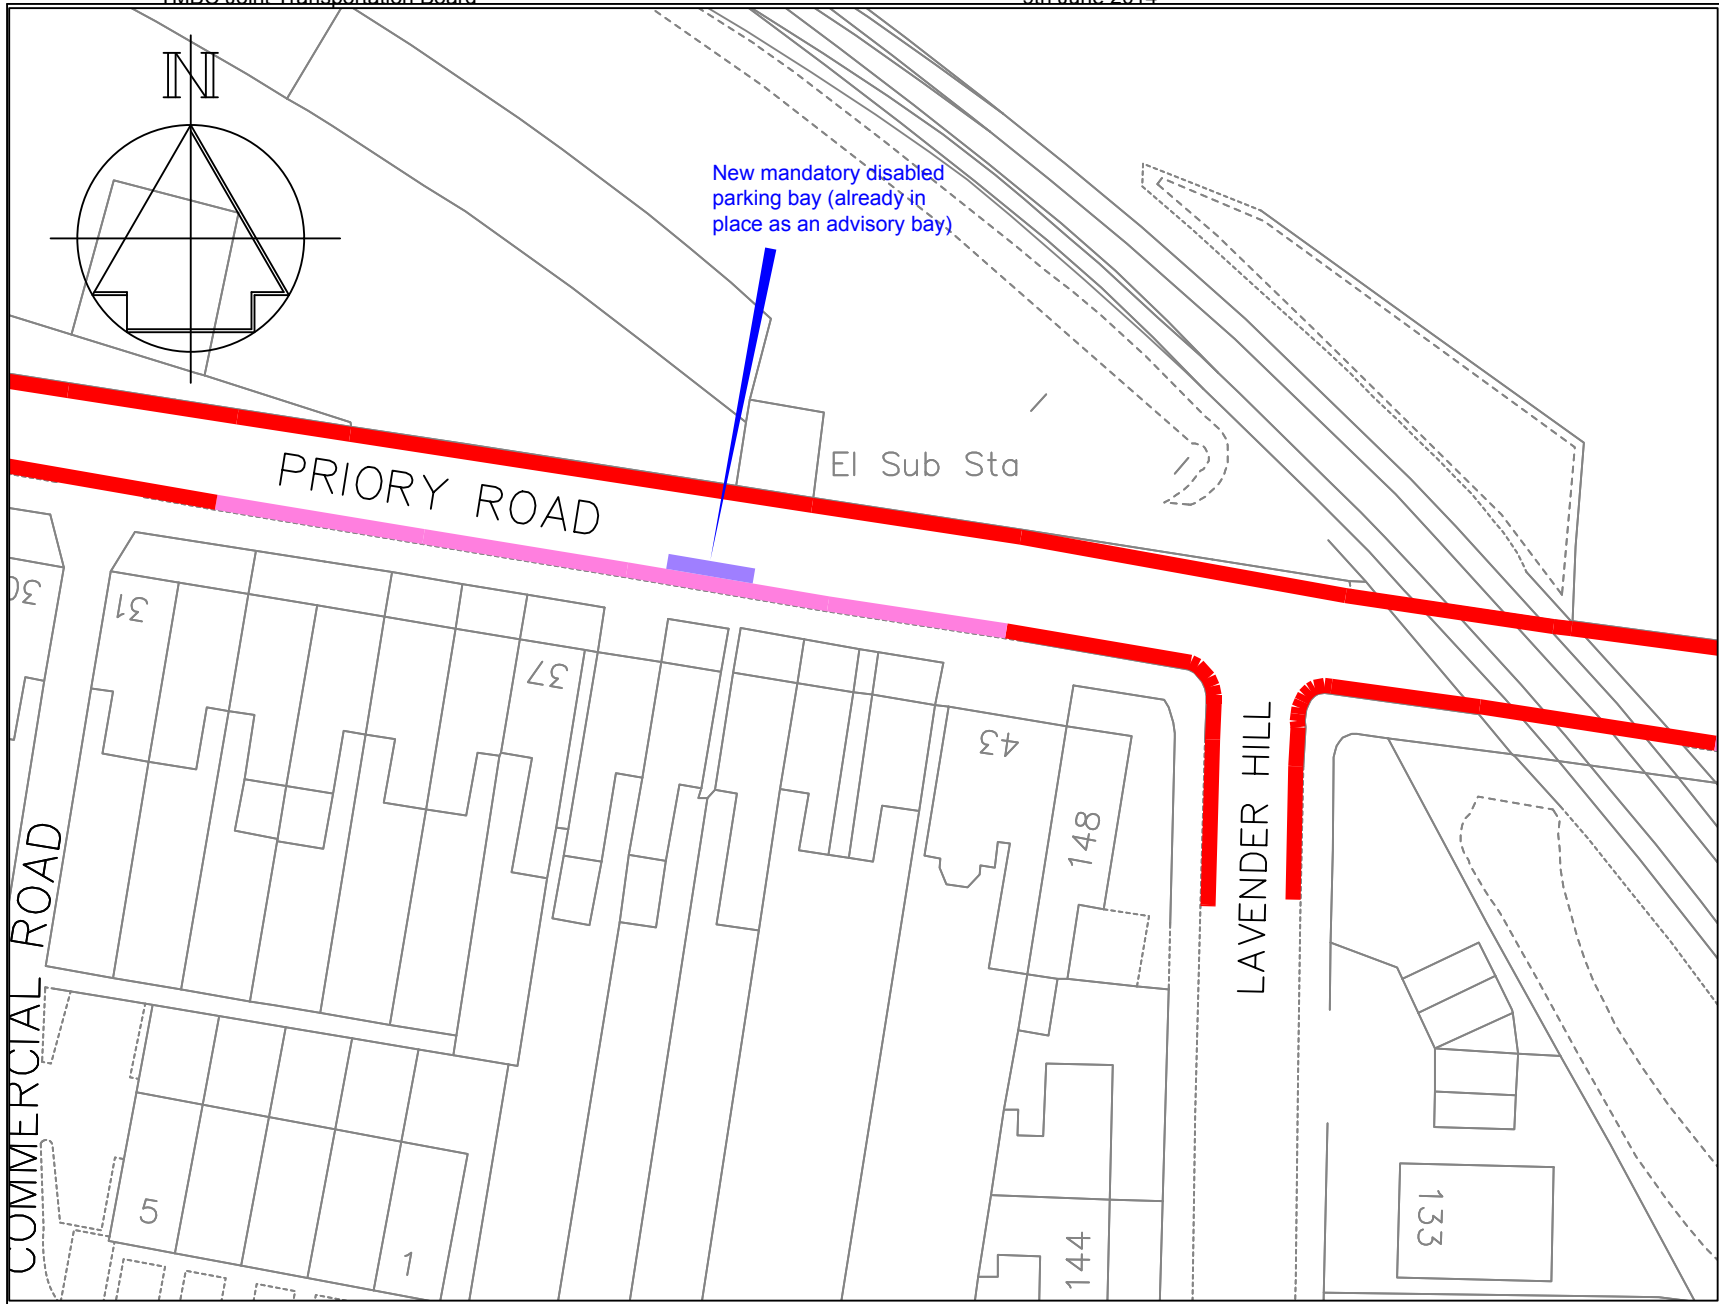 N
New mandatory disabled
parking bay (already in
place as an advisory bay)
El Sub Sta
PRIORY ROAD
30
31
37
43
148
LAVENDER HILL
COMMERCIAL ROAD
5
1
144
133